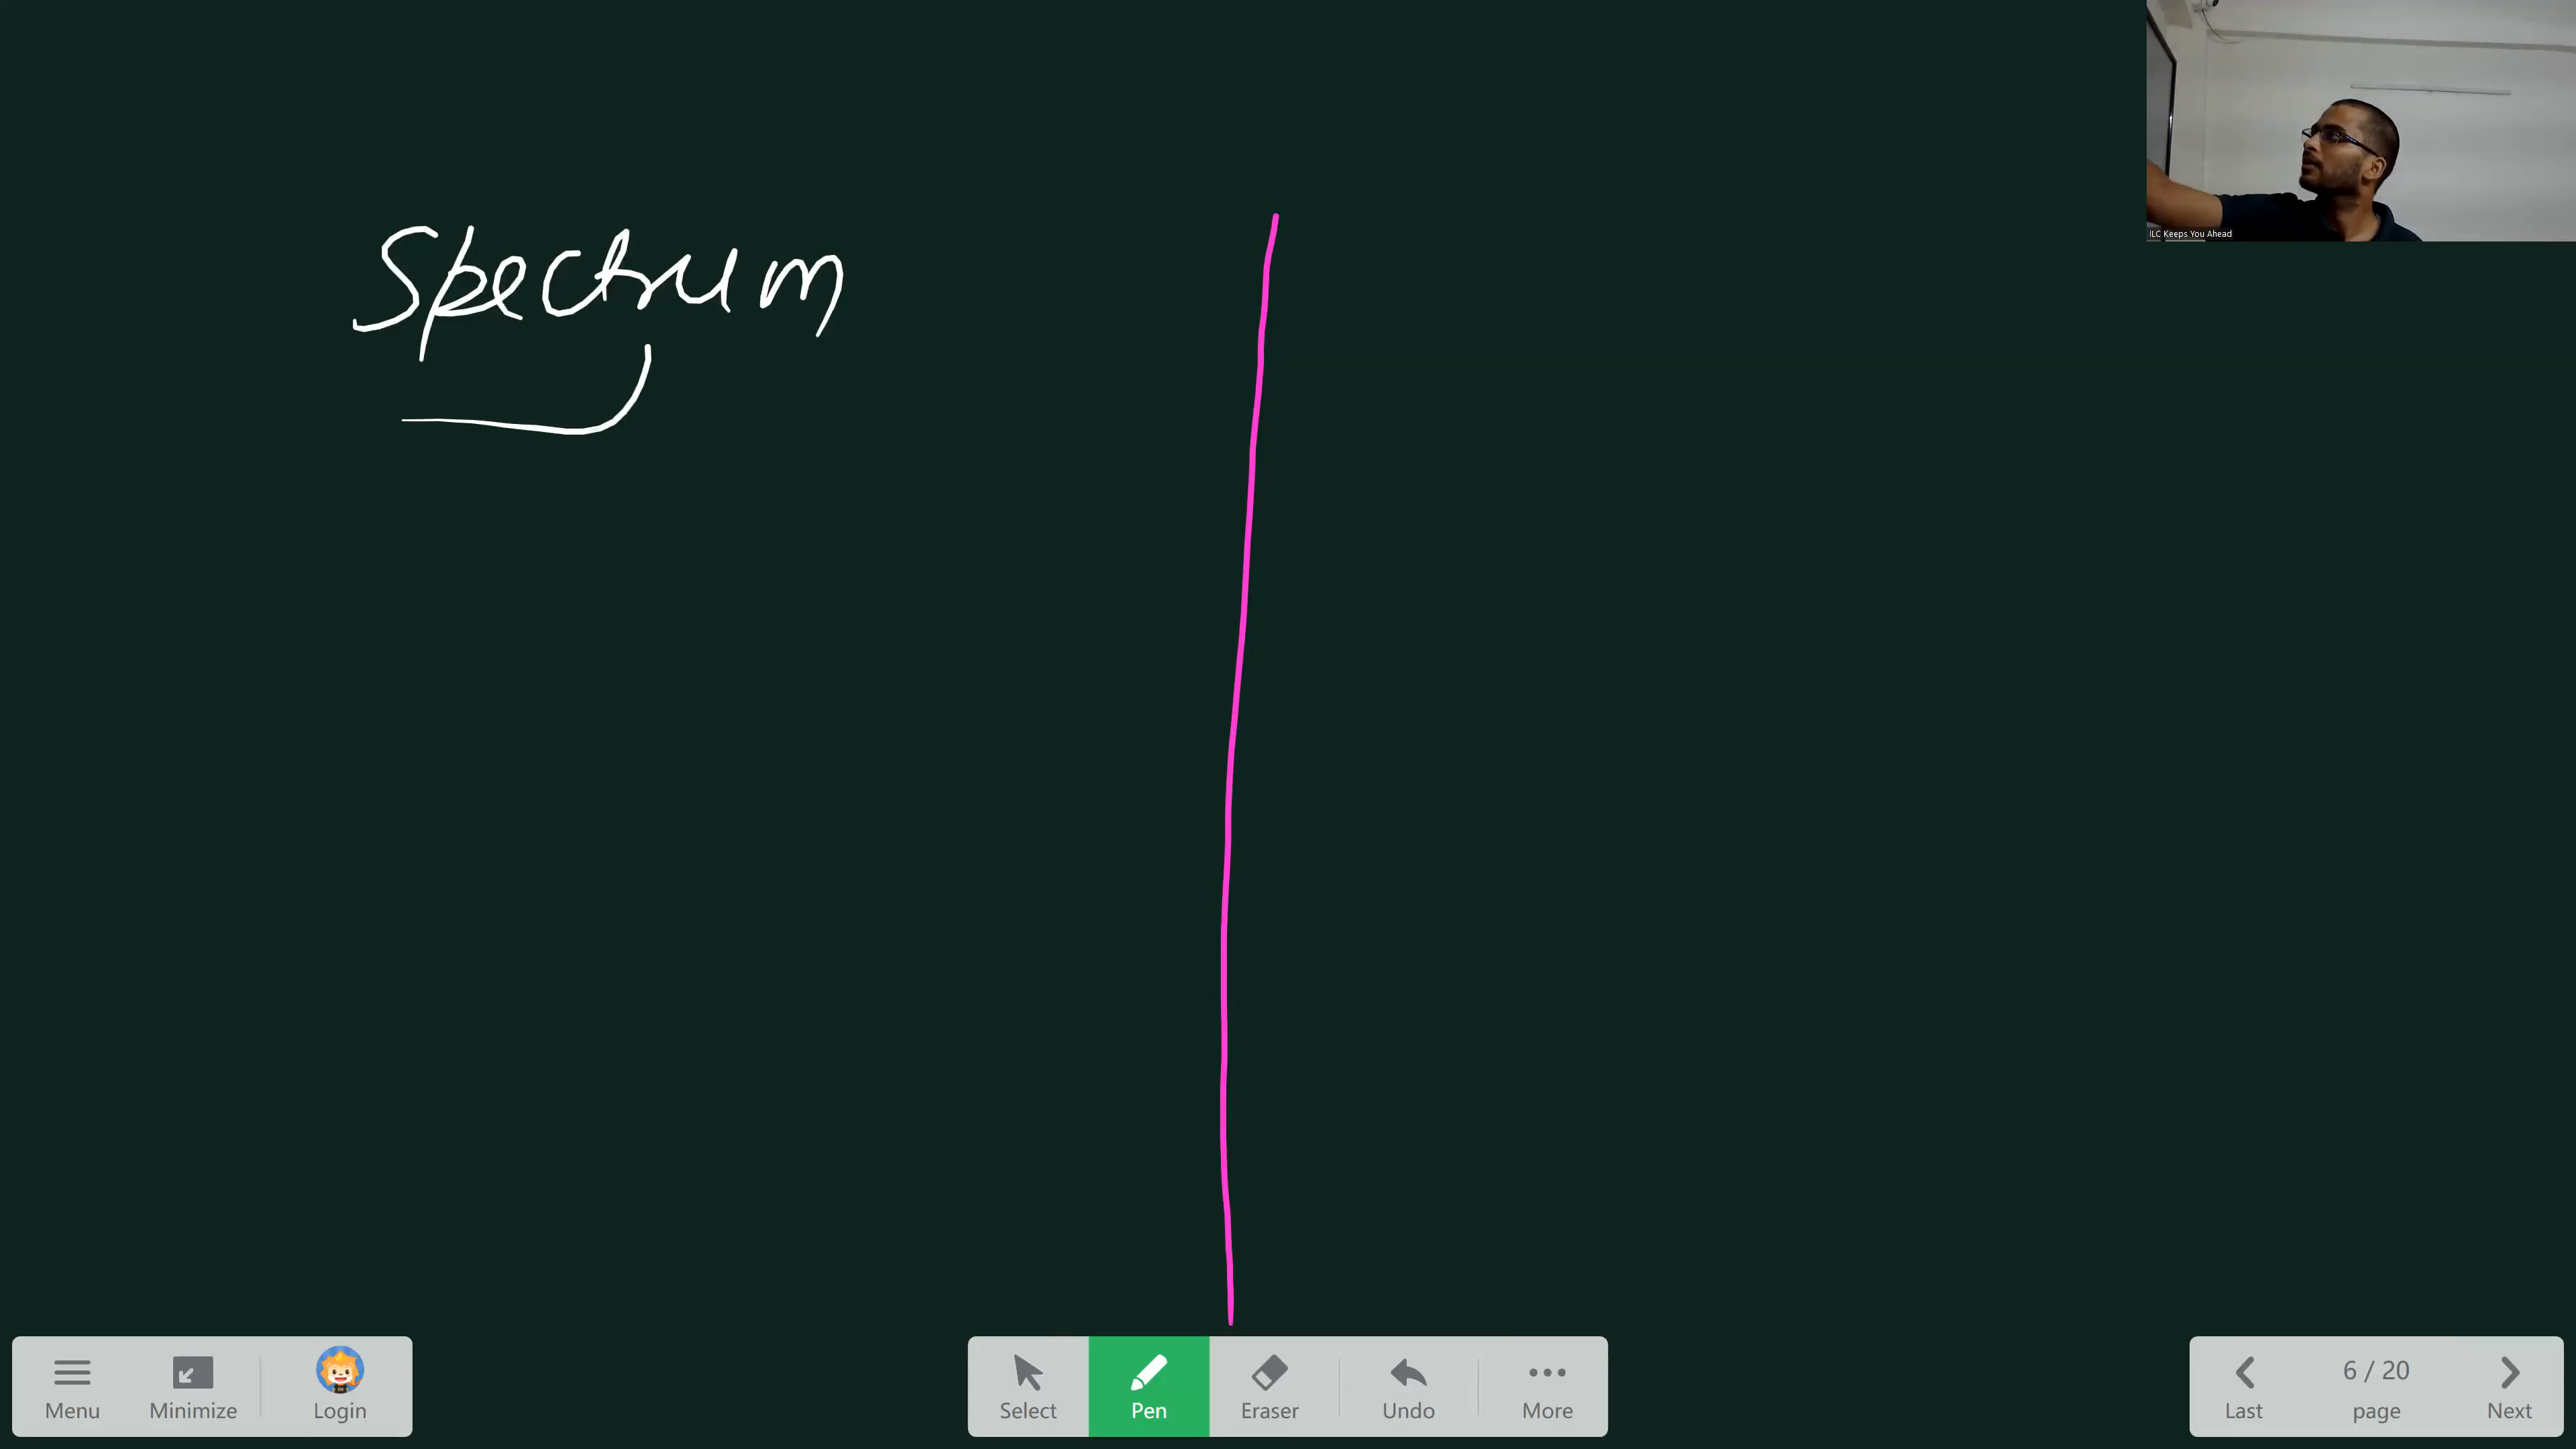 Spectrum
ILC Keeps You Ahead
Menu
Minimize
Login
Select
Pen
Eraser
Undo
More
Last
6 / 20
page
Next